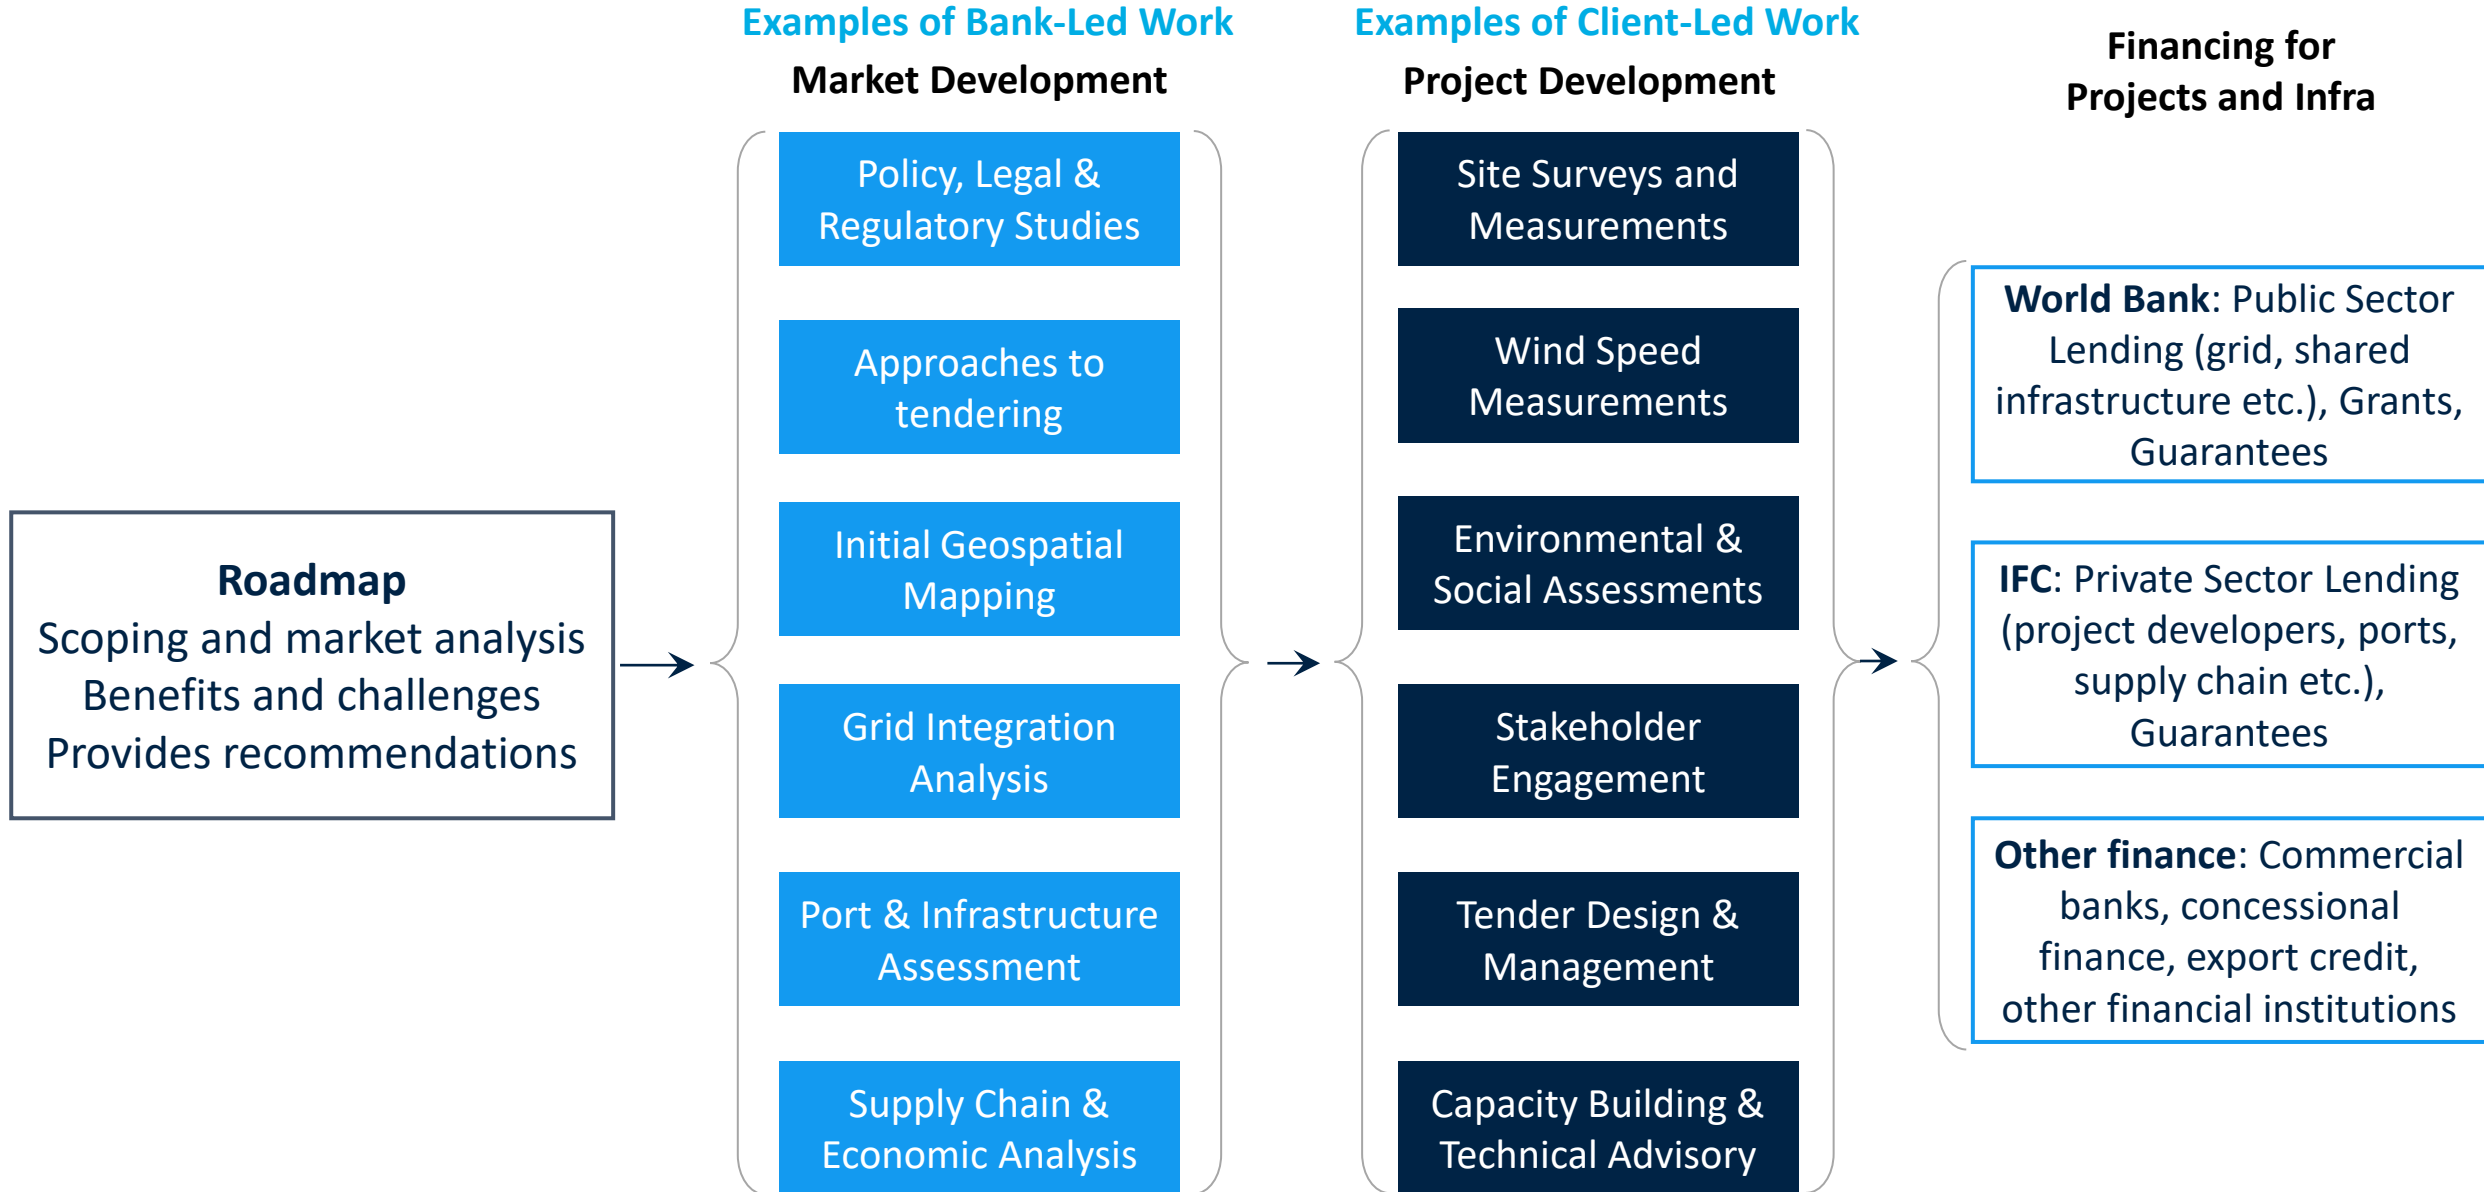 Examples of Bank-Led Work
Market Development
Policy, Legal &
Regulatory Studies
Approaches to
tendering
Initial Geospatial
Mapping
Grid Integration
Analysis
Port & Infrastructure
Assessment
Supply Chain &
Economic Analysis
Examples of Client-Led Work
Project Development
Site Surveys and
Measurements
Wind Speed
Measurements
Environmental &
Social Assessments
Stakeholder
Engagement
Tender Design &
Management
Capacity Building &
Technical Advisory
Financing for
Projects and Infra
World Bank: Public Sector
Lending (grid, shared
infrastructure etc.), Grants,
Guarantees
IFC: Private Sector Lending
(project developers, ports,
supply chain etc.),
Guarantees
Other finance: Commercial
banks, concessional
finance, export credit,
other financial institutions
Roadmap
Scoping and market analysis
Benefits and challenges
Provides recommendations